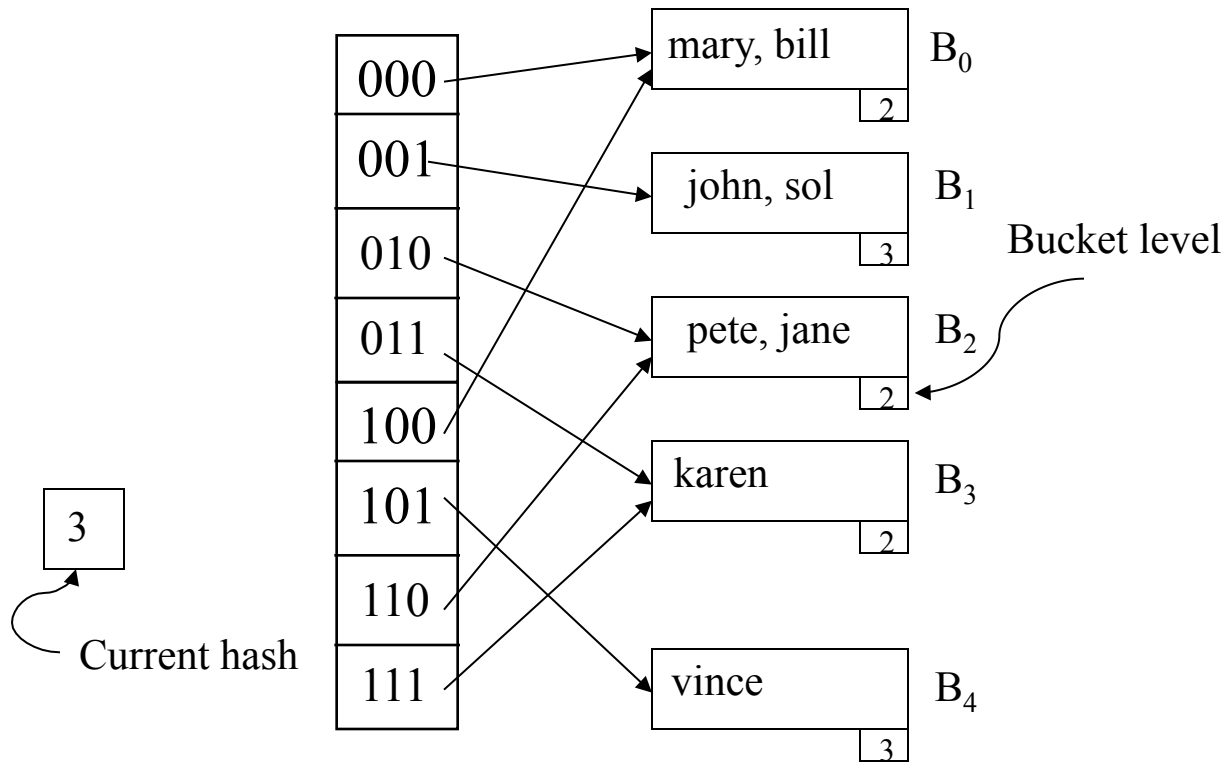 000
001
010
011
100
101
110
111
mary, bill
B0
2
john, sol
B1
3
Bucket level
pete, jane
B2
2
karen
B3
2
vince
B4
3
3
Current hash